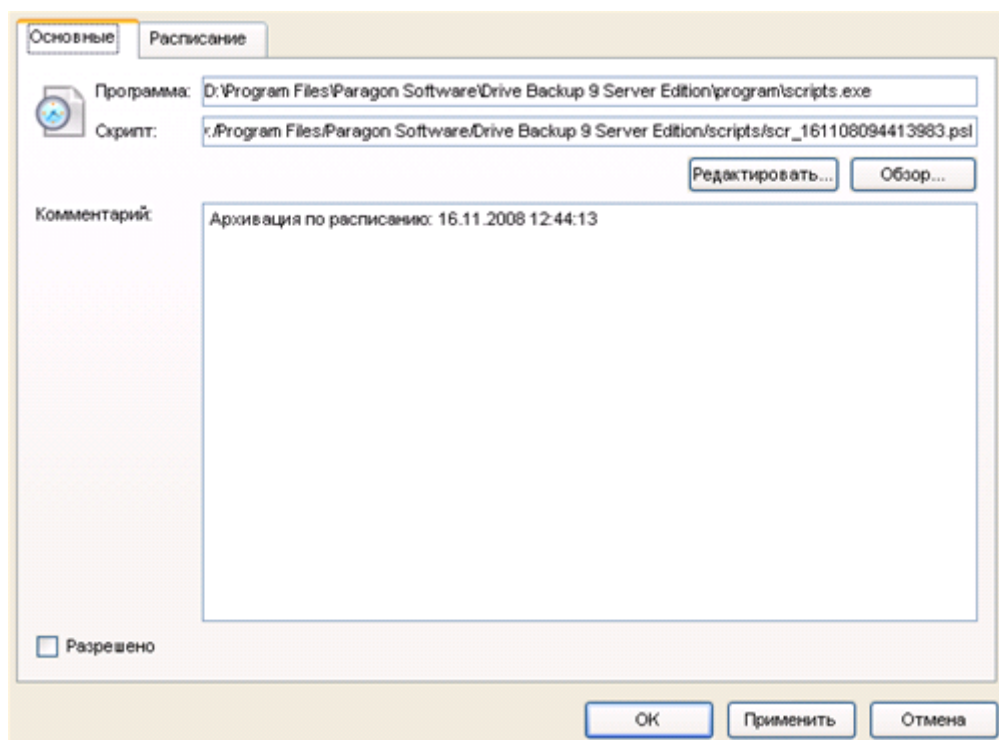 Основные Расписание
Программа: D:\Program Files\Paragon Software\Drive Backup 9 Server Edition\program\scripts.exe
Скрипт: :/Program Files/Paragon Software/Drive Backup 9 Server Edition/scripts/scr_161108094413983.psl
Редактировать... Обзор...
Комментарий: Архивация по расписанию: 16.11.2008 12:44:13
Разрешено
OK Применить Отмена